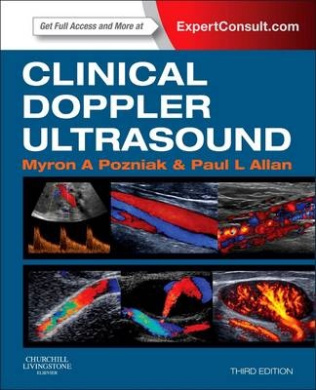 Get Full Access and More at
ExpertConsult.com
CLINICAL
DOPPLER
ULTRASOUND
Myron A Pozniak & Paul L Allan
CHURCHILL
LIVINGSTONE
ELSEVIER
THIRD EDITION